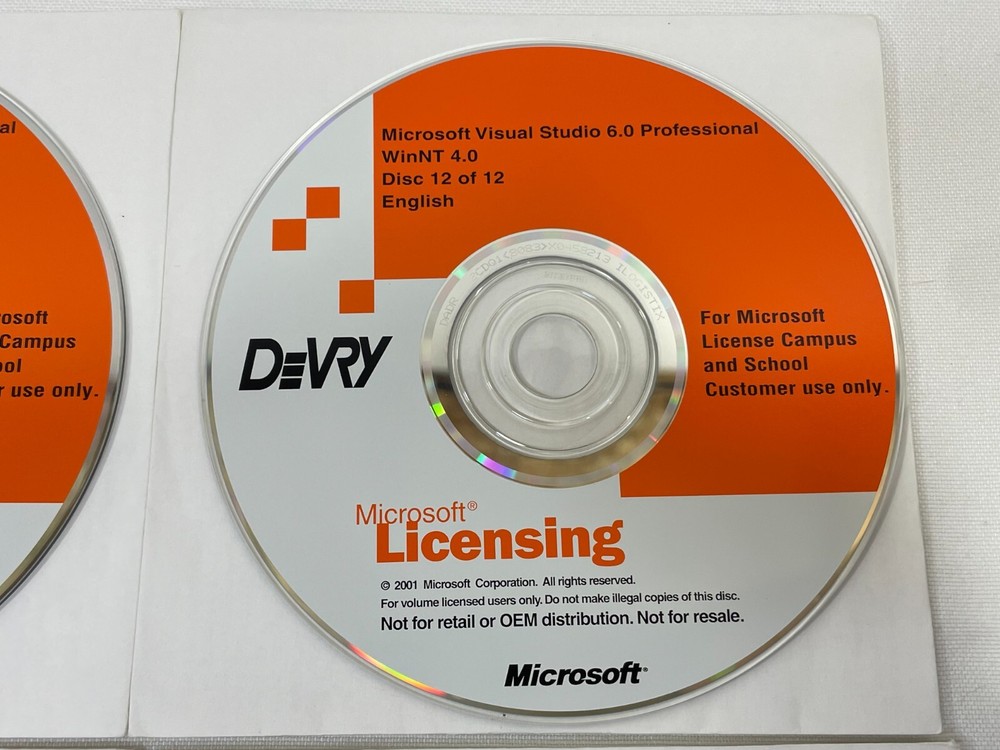 al
rosoft
Campus
ool
r use only.
Microsoft Visual Studio 6.0 Professional
WinNT 4.0
Disc 12 of 12
English
DeVRY
For Microsoft
License Campus
and School
Customer use only.
Microsoft®
Licensing
© 2001 Microsoft Corporation. All rights reserved.
For volume licensed users only. Do not make illegal copies of this disc.
Not for retail or OEM distribution. Not for resale.
Microsoft®